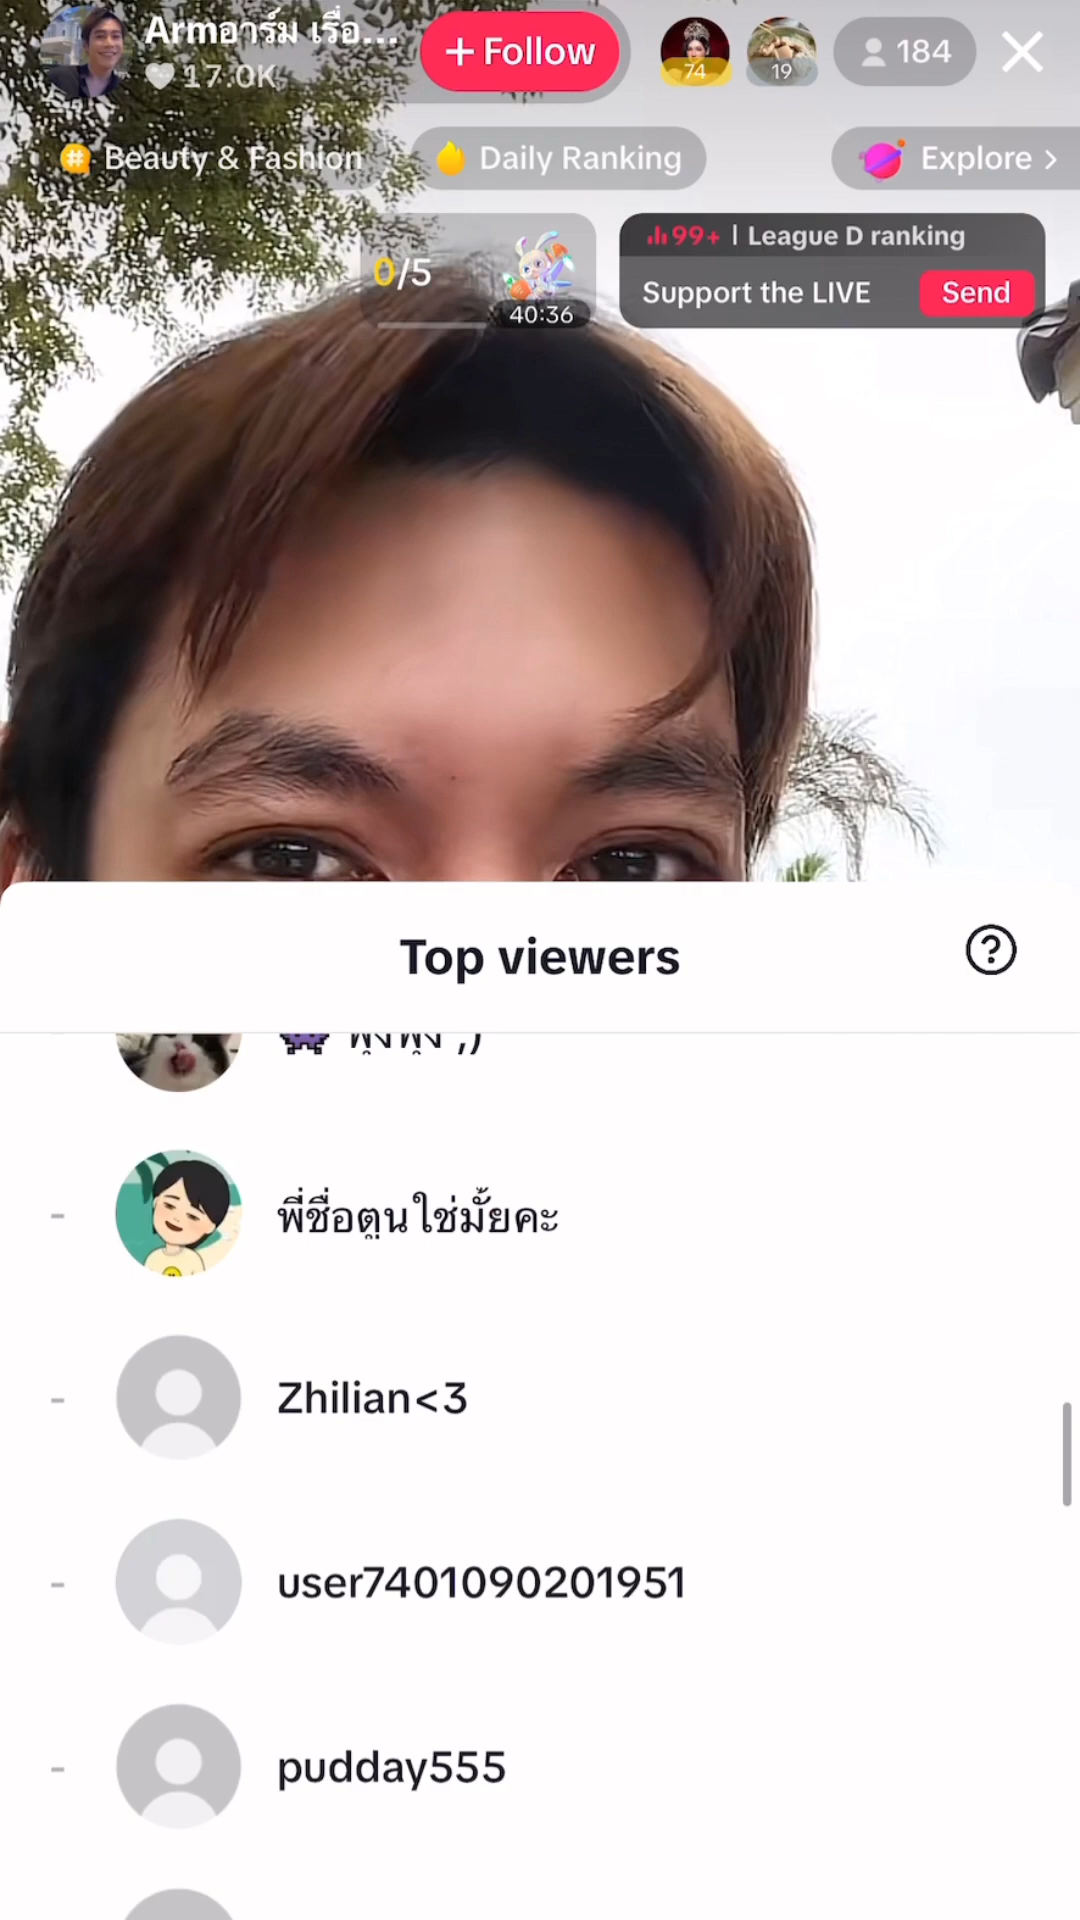 Armอาร์ม เรื่อ...
17.0K
+ Follow
74
19
184
Beauty & Fashion
Daily Ranking
Explore >
0/5
40:36
99+ | League D ranking
Support the LIVE
Send
Top viewers
- พี่ชื่อตูน ใช่มั้ยคะ
- Zhilian<3
- user7401090201951
- pudday555